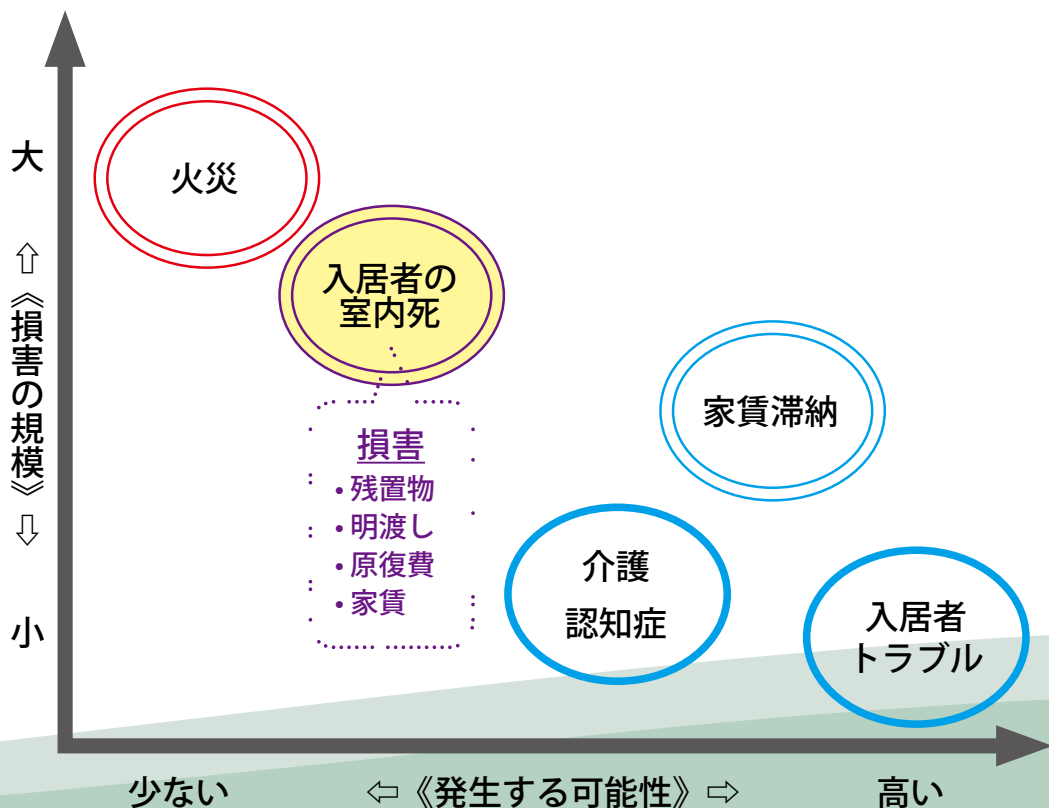 大
⇧
《損害の規模》
⇩
小
火災
入居者の
室内死
損害
• 残置物
• 明渡し
• 原復費
• 家賃
家賃滞納
介護
認知症
入居者
トラブル
少ない
⇦《発生する可能性》⇨
高い